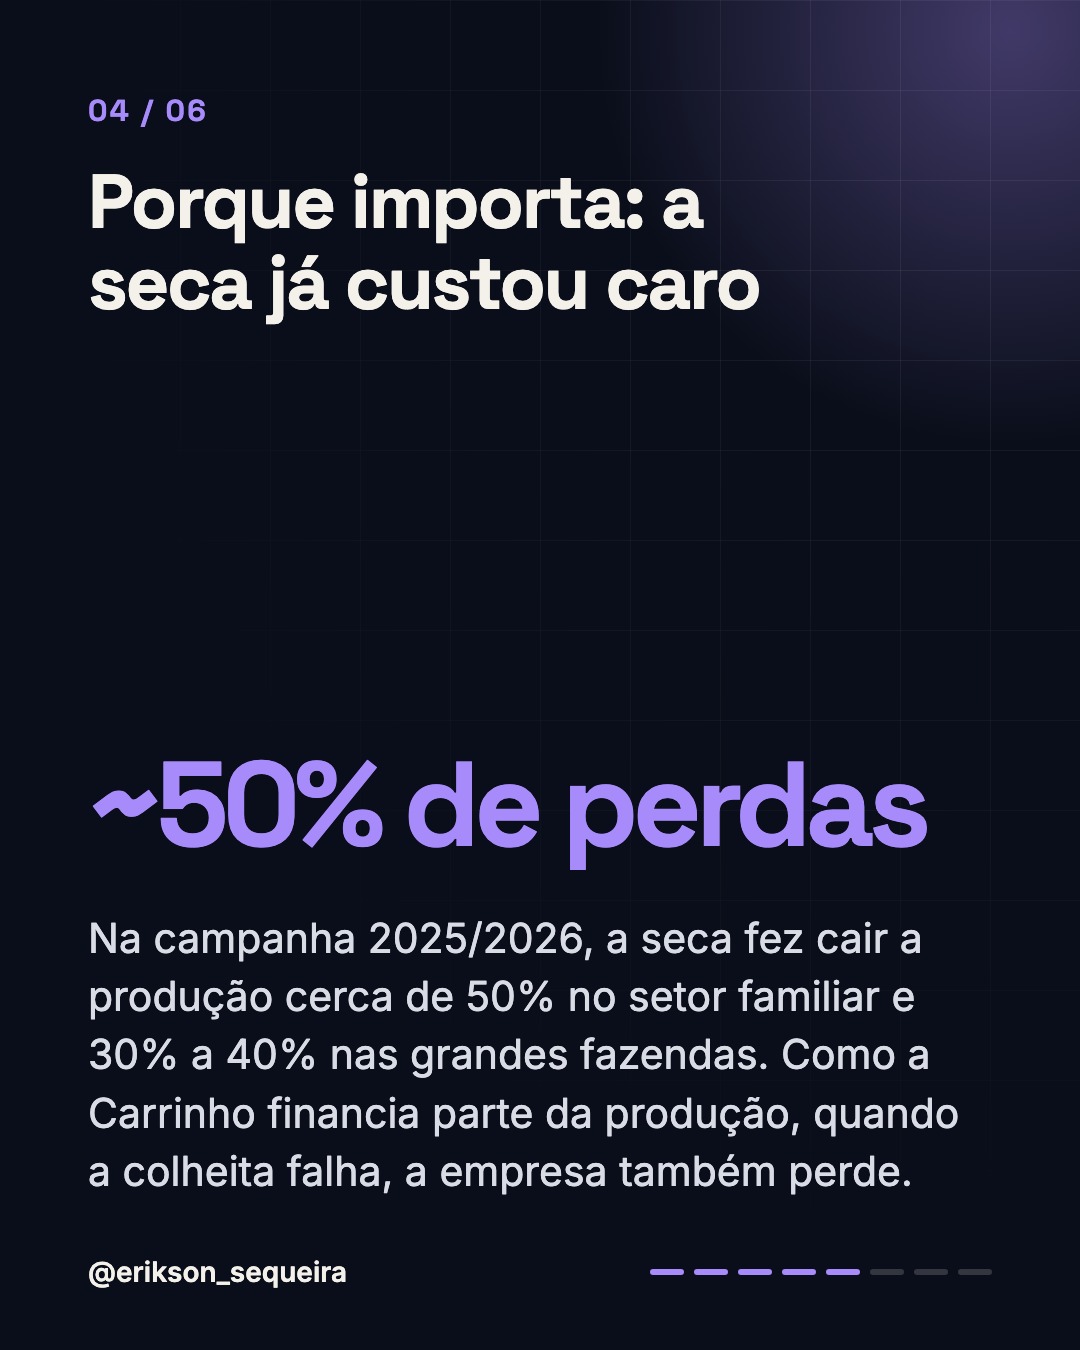 04 / 06
Porque importa: a
seca já custou caro
~50% de perdas
Na campanha 2025/2026, a seca fez cair a
produção cerca de 50% no setor familiar e
30% a 40% nas grandes fazendas. Como a
Carrinho financia parte da produção, quando
a colheita falha, a empresa também perde.
@erikson_sequeira